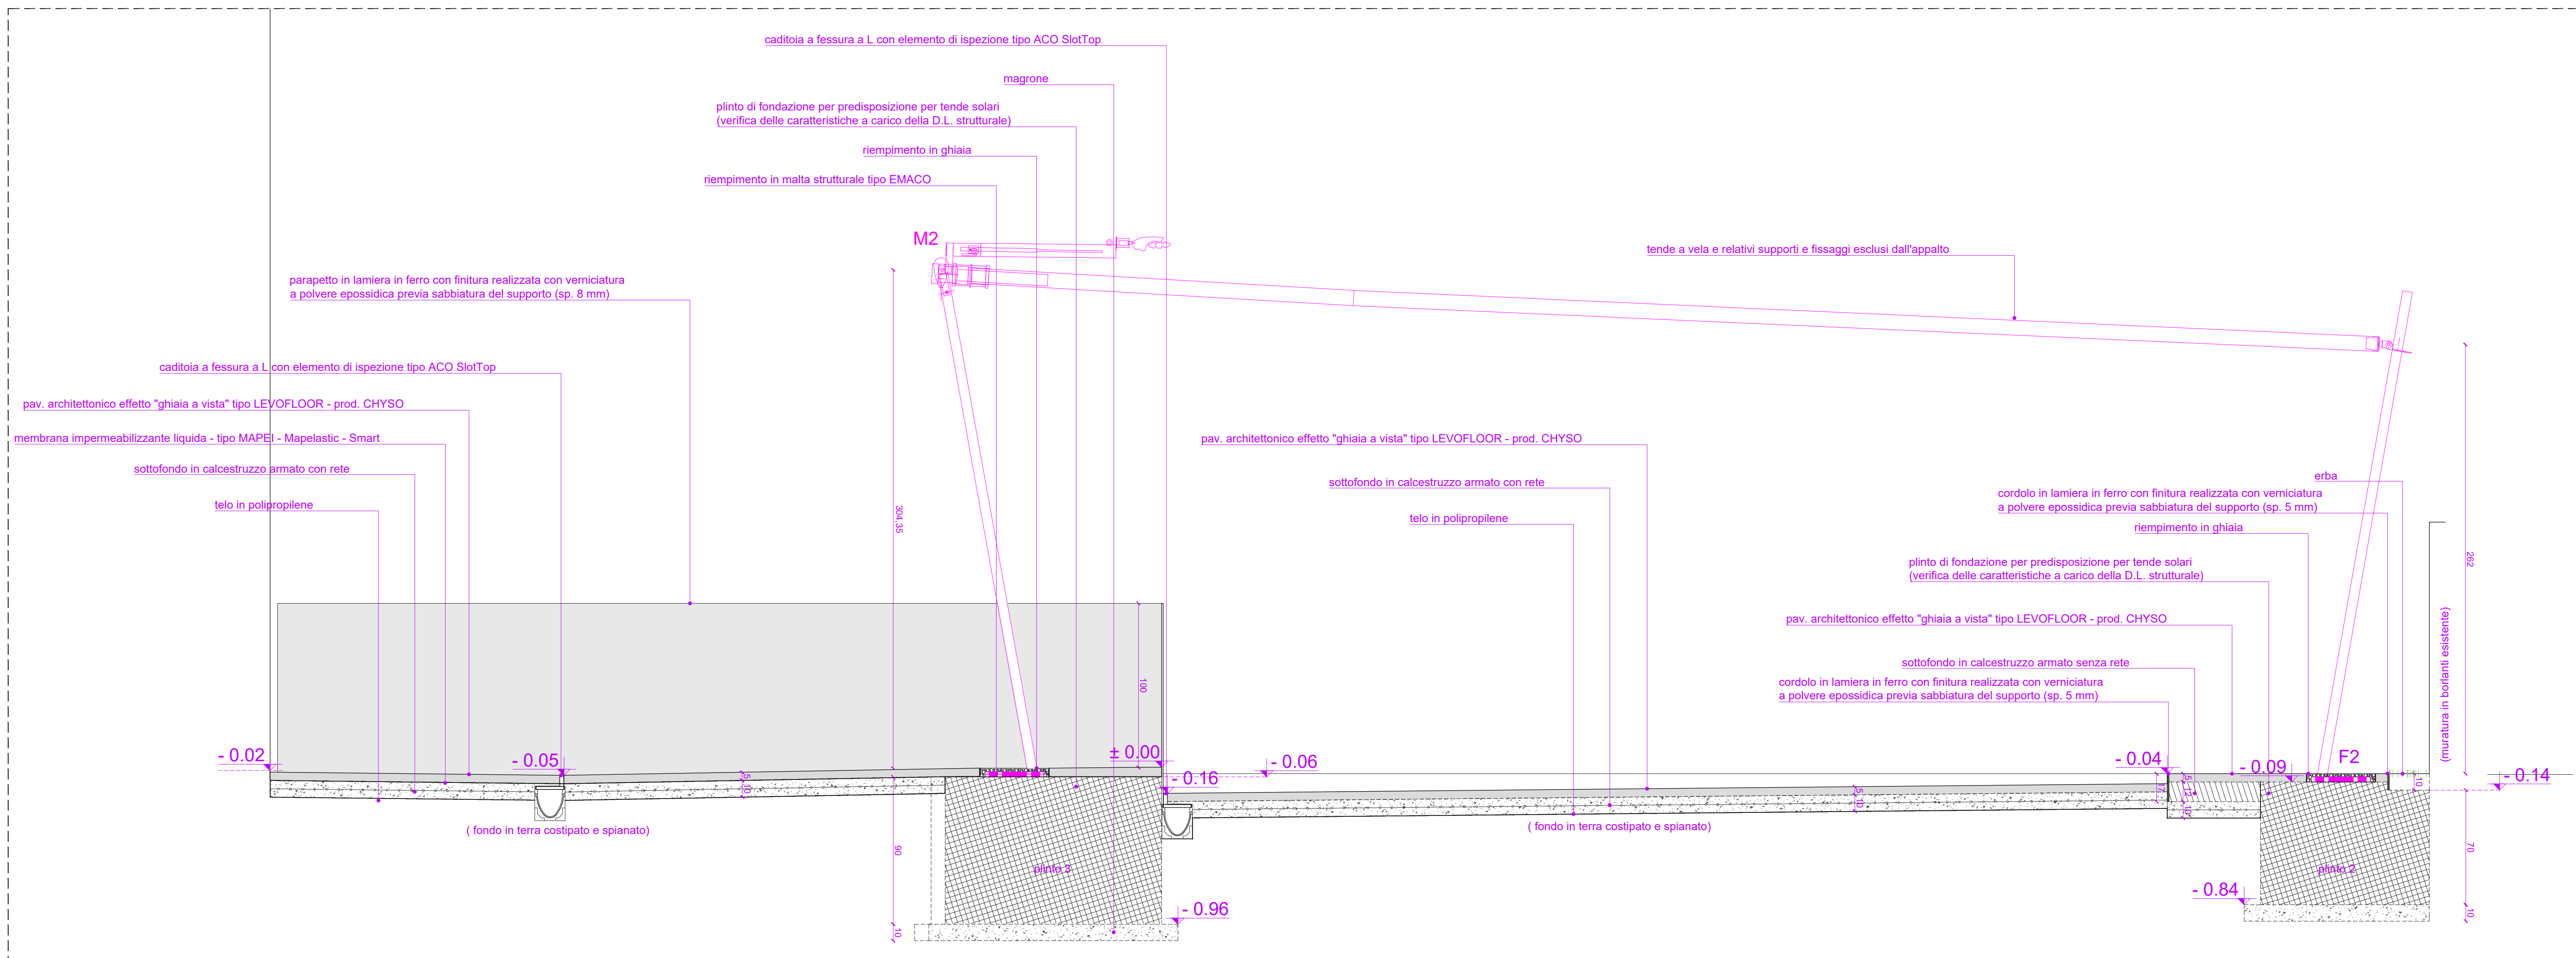 caditoia a fessura a L con elemento di ispezione tipo ACO SlotTop
magrone
plinto di fondazione per predisposizione per tende solari
(verifica delle caratteristiche a carico della D.L. strutturale)
riempimento in ghiaia
riempimento in malta strutturale tipo EMACO
M2
tende a vela e relativi supporti e fissaggi esclusi dall'appalto
parapetto in lamiera in ferro con finitura realizzata con verniciatura
a polvere epossidica previa sabbiatura del supporto (sp. 8 mm)
caditoia a fessura a L con elemento di ispezione tipo ACO SlotTop
pav. architettonico effetto "ghiaia a vista" tipo LEVOFLOOR - prod. CHYSO
membrana impermeabilizzante liquida - tipo MAPEI - Mapelastic - Smart
sottofondo in calcestruzzo armato con rete
telo in polipropilene
304,35
pav. architettonico effetto "ghiaia a vista" tipo LEVOFLOOR - prod. CHYSO
sottofondo in calcestruzzo armato con rete
telo in polipropilene
erba
cordolo in lamiera in ferro con finitura realizzata con verniciatura
a polvere epossidica previa sabbiatura del supporto (sp. 5 mm)
riempimento in ghiaia
plinto di fondazione per predisposizione per tende solari
(verifica delle caratteristiche a carico della D.L. strutturale)
262
pav. architettonico effetto "ghiaia a vista" tipo LEVOFLOOR - prod. CHYSO
sottofondo in calcestruzzo armato senza rete
cordolo in lamiera in ferro con finitura realizzata con verniciatura
a polvere epossidica previa sabbiatura del supporto (sp. 5 mm)
(muratura in borlanti esistente)
100
- 0.02
- 0.05
± 0.00
- 0.06
- 0.16
- 0.04
- 0.09
F2
- 0.14
5
10
5
10
17
5
12
10
10
( fondo in terra costipato e spianato)
( fondo in terra costipato e spianato)
90
plinto 3
plinto 2
70
- 0.84
- 0.96
10
10